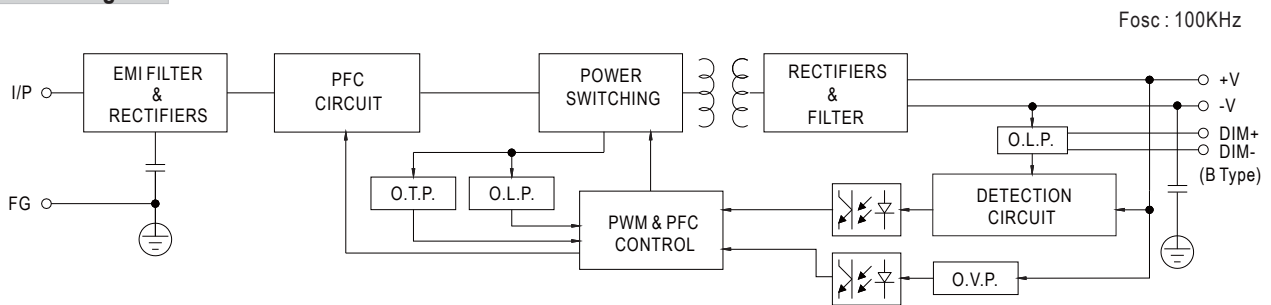 Fosc : 100KHz
I/P
EMI FILTER
&
RECTIFIERS
PFC
CIRCUIT
POWER
SWITCHING
RECTIFIERS
&
FILTER
+V
-V
DIM+
DIM-
(B Type)
O.L.P.
FG
O.T.P.
O.L.P.
PWM & PFC
CONTROL
DETECTION
CIRCUIT
O.V.P.